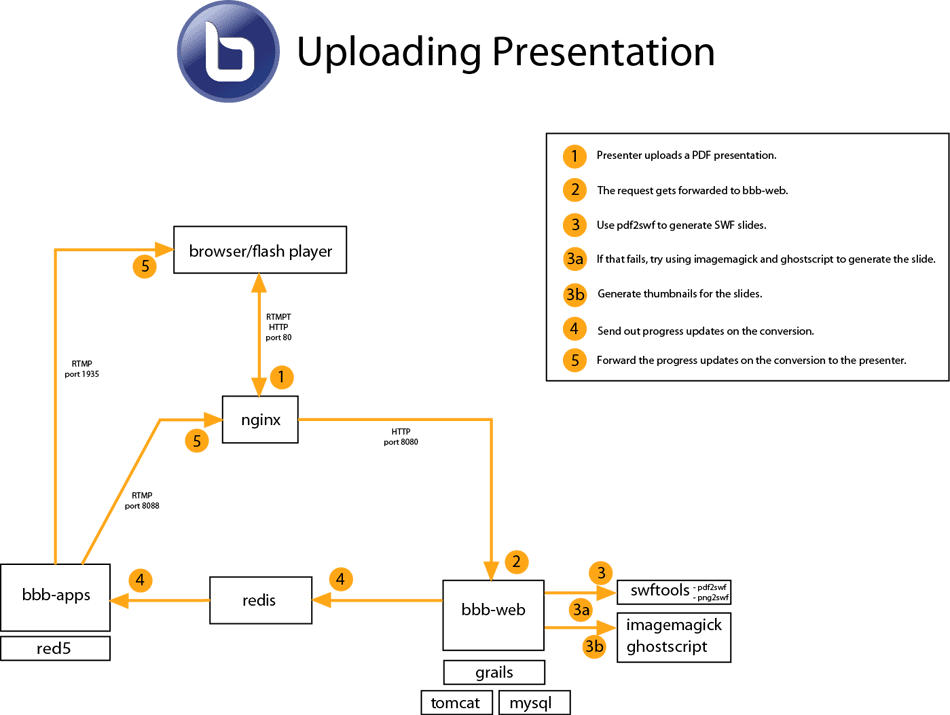 Uploading Presentation
1 Presenter uploads a PDF presentation.
2 The request gets forwarded to bbb-web.
3 Use pdf2swf to generate SWF slides.
3a If that fails, try using imagemagick and ghostscript to generate the slide.
3b Generate thumbnails for the slides.
4 Send out progress updates on the conversion.
5 Forward the progress updates on the conversion to the presenter.
browser/flash player
5
RTMPT
HTTP
port 80
RTMP
port 1935
1
nginx
5
HTTP
port 8080
RTMP
port 8088
2
bbb-apps
4
redis
4
bbb-web
3
swftools
- pdf2swf
- png2swf
3a
imagemagick
ghostscript
3b
red5
grails
tomcat
mysql